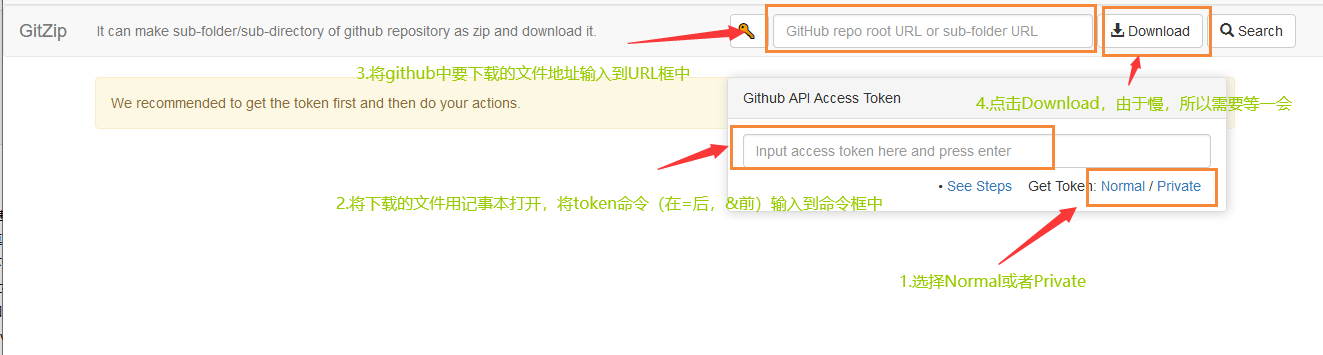 GitZip It can make sub-folder/sub-directory of github repository as zip and download it. GitHub repo root URL or sub-folder URL Download Search
3.将github中要下载的文件地址输入到URL框中
We recommended to get the token first and then do your actions.
Github API Access Token
4.点击Download，由于慢，所以需要等一会
Input access token here and press enter
• See Steps Get Token: Normal / Private
2.将下载的文件用记事本打开，将token命令（在=后，&前）输入到命令框中
1.选择Normal或者Private